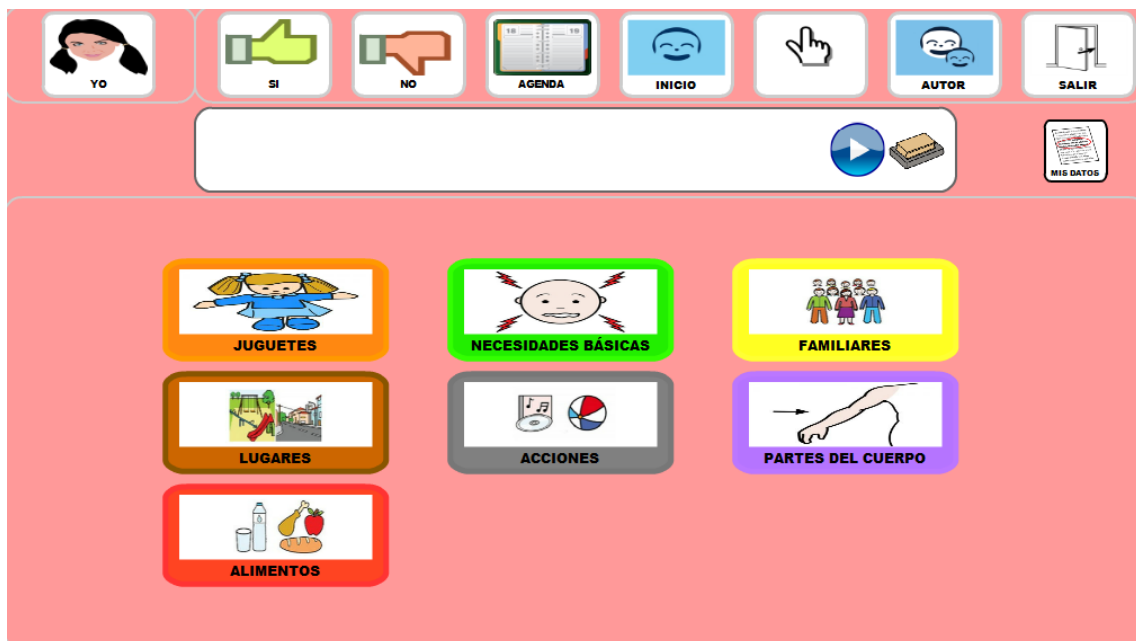 YO
SI
NO
AGENDA
INICIO
AUTOR
SALIR
MIS DATOS
JUGUETES
NECESIDADES BÁSICAS
FAMILIARES
LUGARES
ACCIONES
PARTES DEL CUERPO
ALIMENTOS